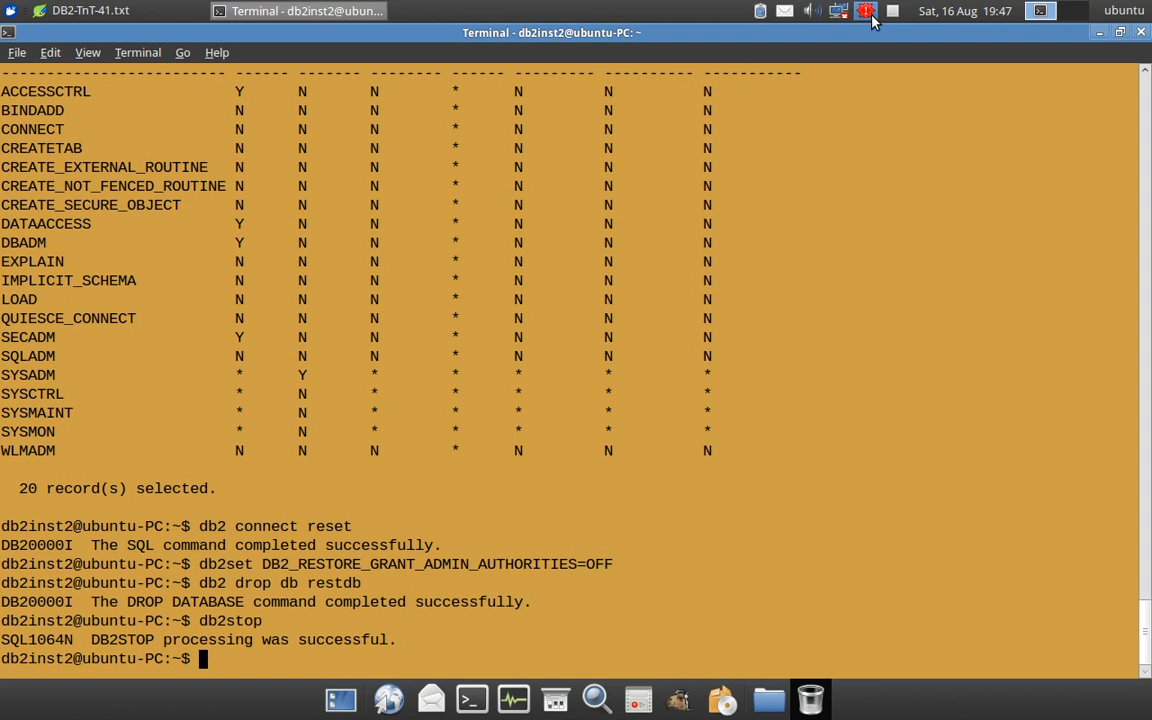 DB2-TnT-41.txt
Terminal - db2inst2@ubun...
Sat, 16 Aug 19:47
ubuntu
Terminal - db2inst2@ubuntu-PC: ~
File Edit View Terminal Go Help
------------------------- ------ ------- -------- ------ --------- ---------- -----------
ACCESSCTRL Y N N * N N N
BINDADD N N N * N N N
CONNECT N N N * N N N
CREATETAB N N N * N N N
CREATE_EXTERNAL_ROUTINE N N N * N N N
CREATE_NOT_FENCED_ROUTINE N N N * N N N
CREATE_SECURE_OBJECT N N N * N N N
DATAACCESS Y N N * N N N
DBADM Y N N * N N N
EXPLAIN N N N * N N N
IMPLICIT_SCHEMA N N N * N N N
LOAD N N N * N N N
QUIESCE_CONNECT N N N * N N N
SECADM Y N N * N N N
SQLADM N N N * N N N
SYSADM * Y * * * * *
SYSCTRL * N * * * * *
SYSMAINT * N * * * * *
SYSMON * N * * * * *
WLMADM N N N * N N N
20 record(s) selected.
db2inst2@ubuntu-PC:~$ db2 connect reset
DB20000I The SQL command completed successfully.
db2inst2@ubuntu-PC:~$ db2set DB2_RESTORE_GRANT_ADMIN_AUTHORITIES=OFF
db2inst2@ubuntu-PC:~$ db2 drop db restdb
DB20000I The DROP DATABASE command completed successfully.
db2inst2@ubuntu-PC:~$ db2stop
SQL1064N DB2STOP processing was successful.
db2inst2@ubuntu-PC:~$